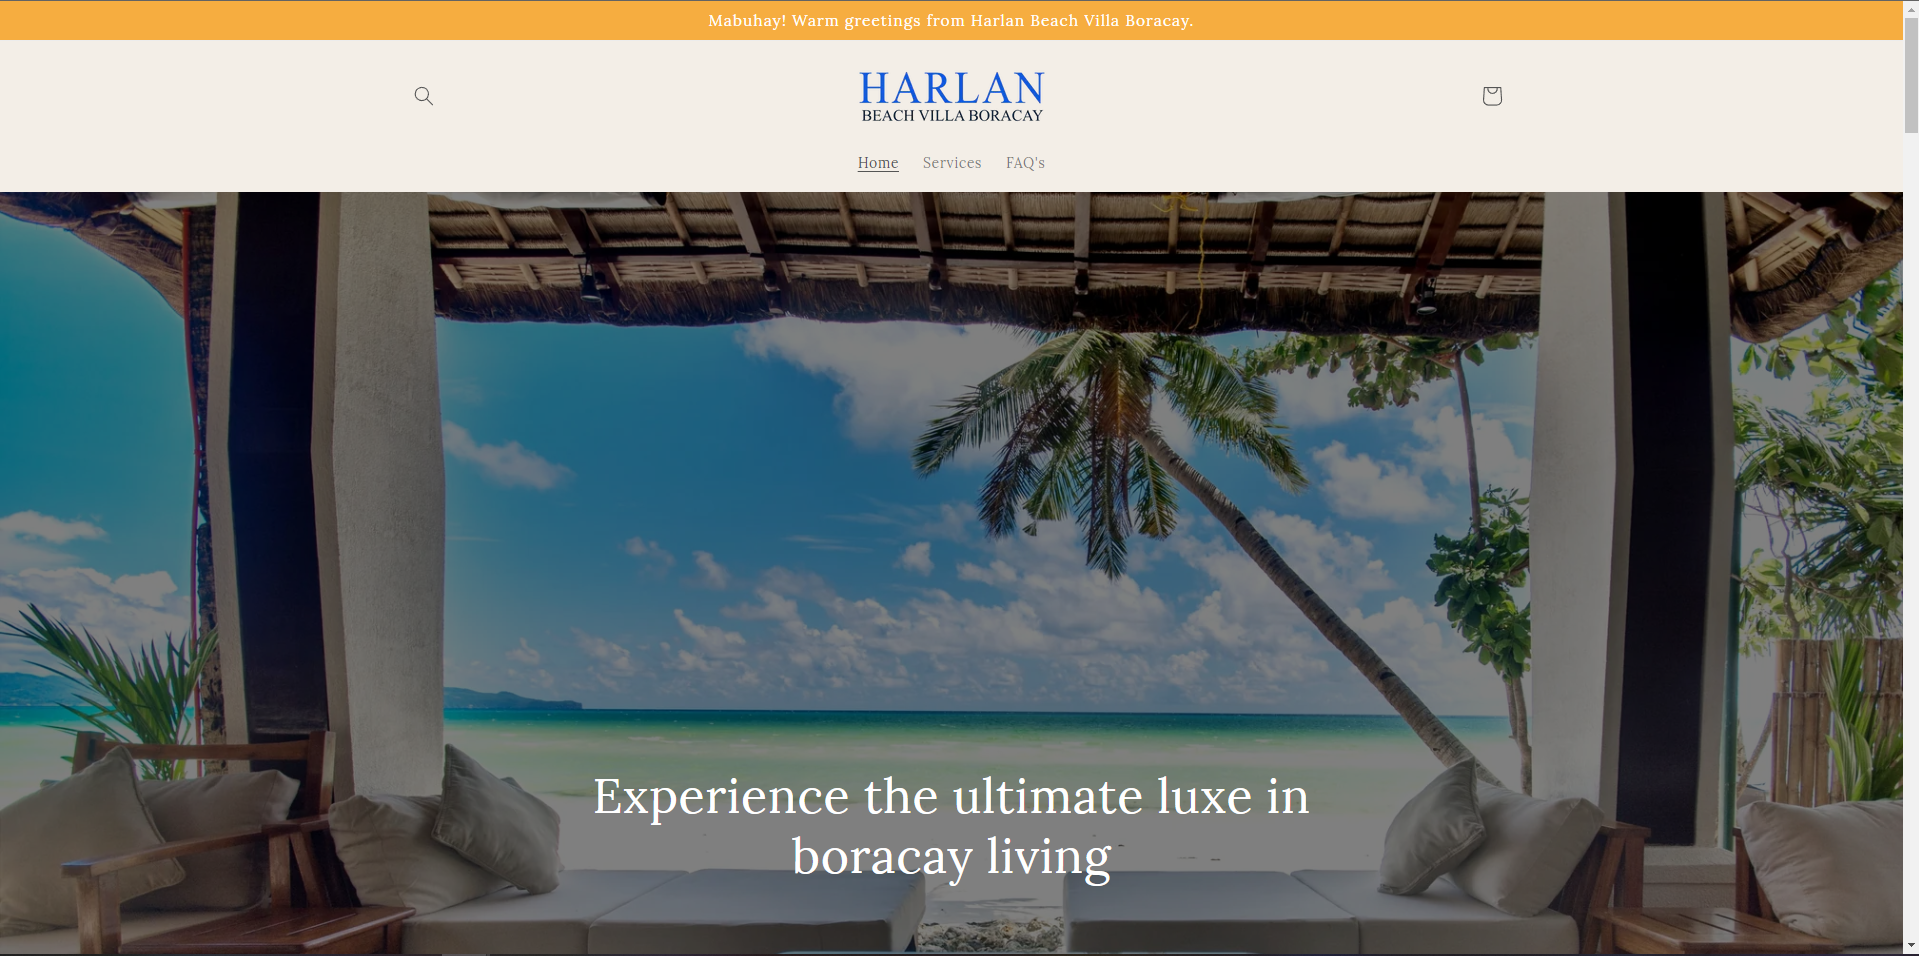 Mabuhay! Warm greetings from Harlan Beach Villa Boracay.
HARLAN
BEACH VILLA BORACAY
Home Services FAQ's
Experience the ultimate luxe in
boracay living